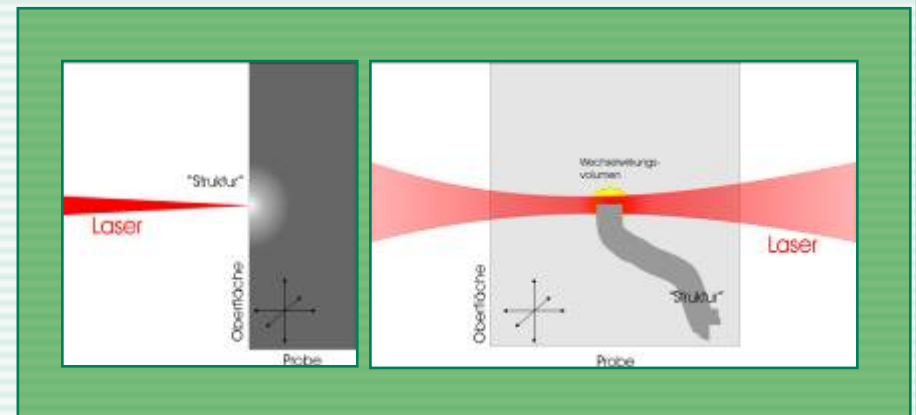 "Struktur"
Laser
Oberfläche
Probe
Wechselwirkungs-
volumen
Laser
"Struktur"
Oberfläche
Probe